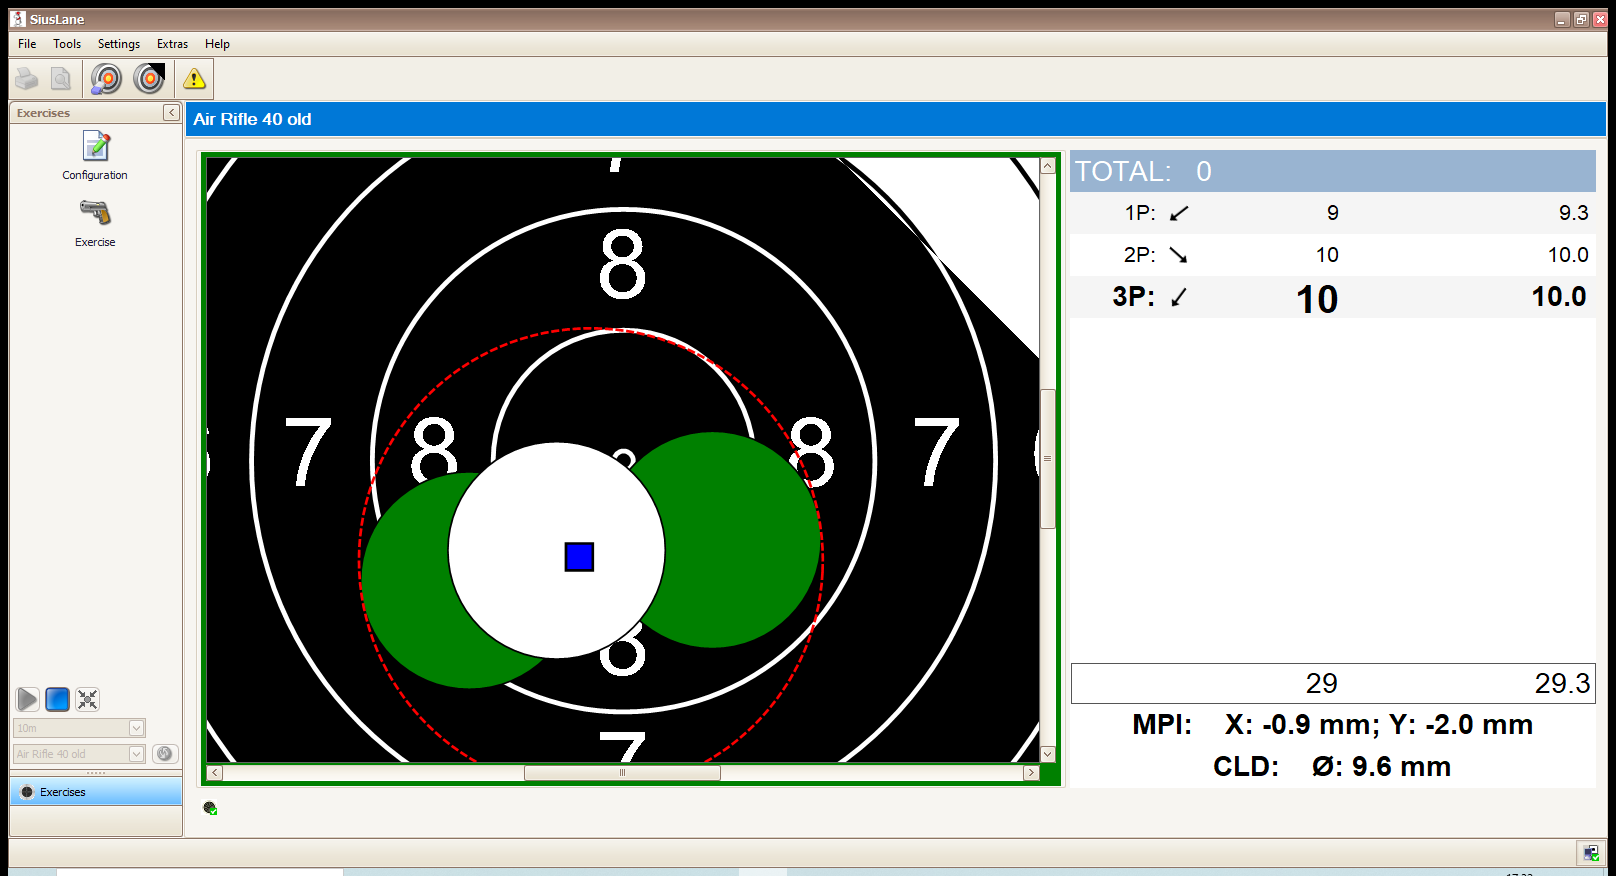 SiusLane
File Tools Settings Extras Help
Exercises
Air Rifle 40 old
Configuration
Exercise
7
8
7 8 8 7
8
7
TOTAL: 0
1P: 9 9.3
2P: 10 10.0
3P: 10 10.0
29 29.3
MPI: X: -0.9 mm; Y: -2.0 mm
CLD: Ø: 9.6 mm
10m
Air Rifle 40 old
Exercises